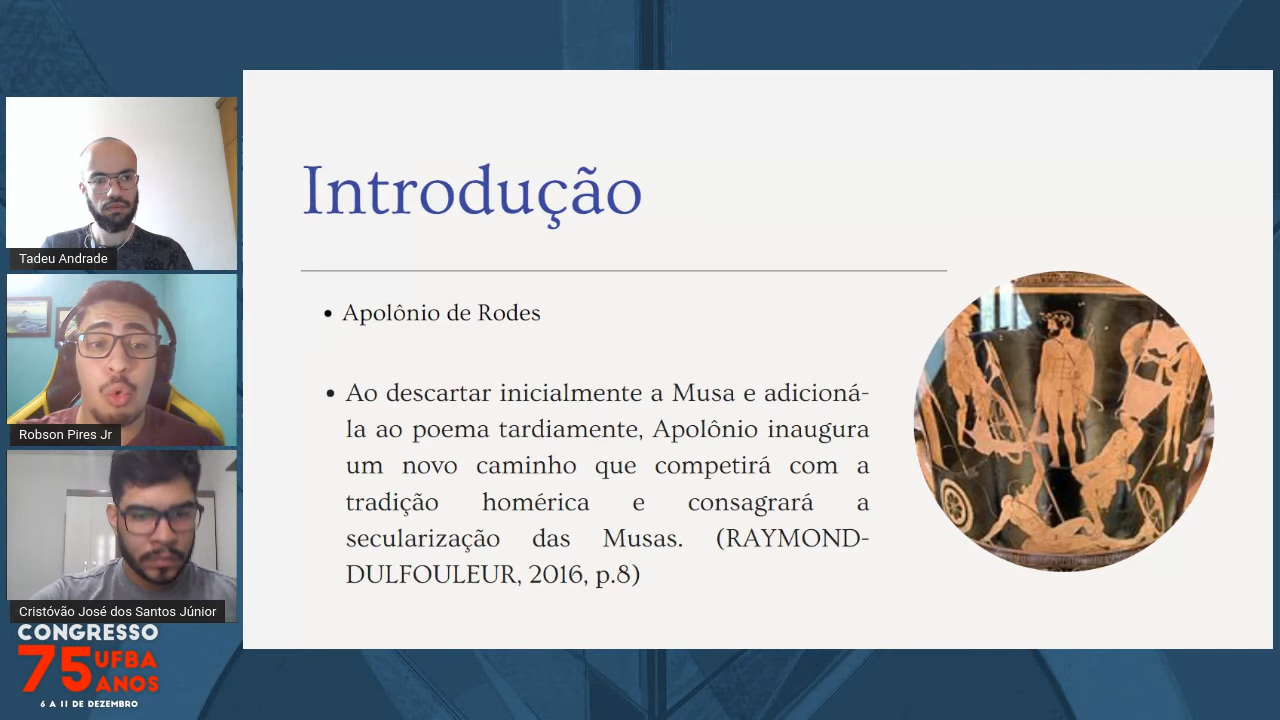 Tadeu Andrade
Robson Pires Jr
Cristóvão José dos Santos Júnior
CONGRESSO
75 UFBA
ANOS
6 A 11 DE DEZEMBRO
Introdução
• Apolônio de Rodes
• Ao descartar inicialmente a Musa e adicioná-
la ao poema tardiamente, Apolônio inaugura
um novo caminho que competirá com a
tradição homérica e consagrará a
secularização das Musas. (RAYMOND-
DULFOULEUR, 2016, p.8)